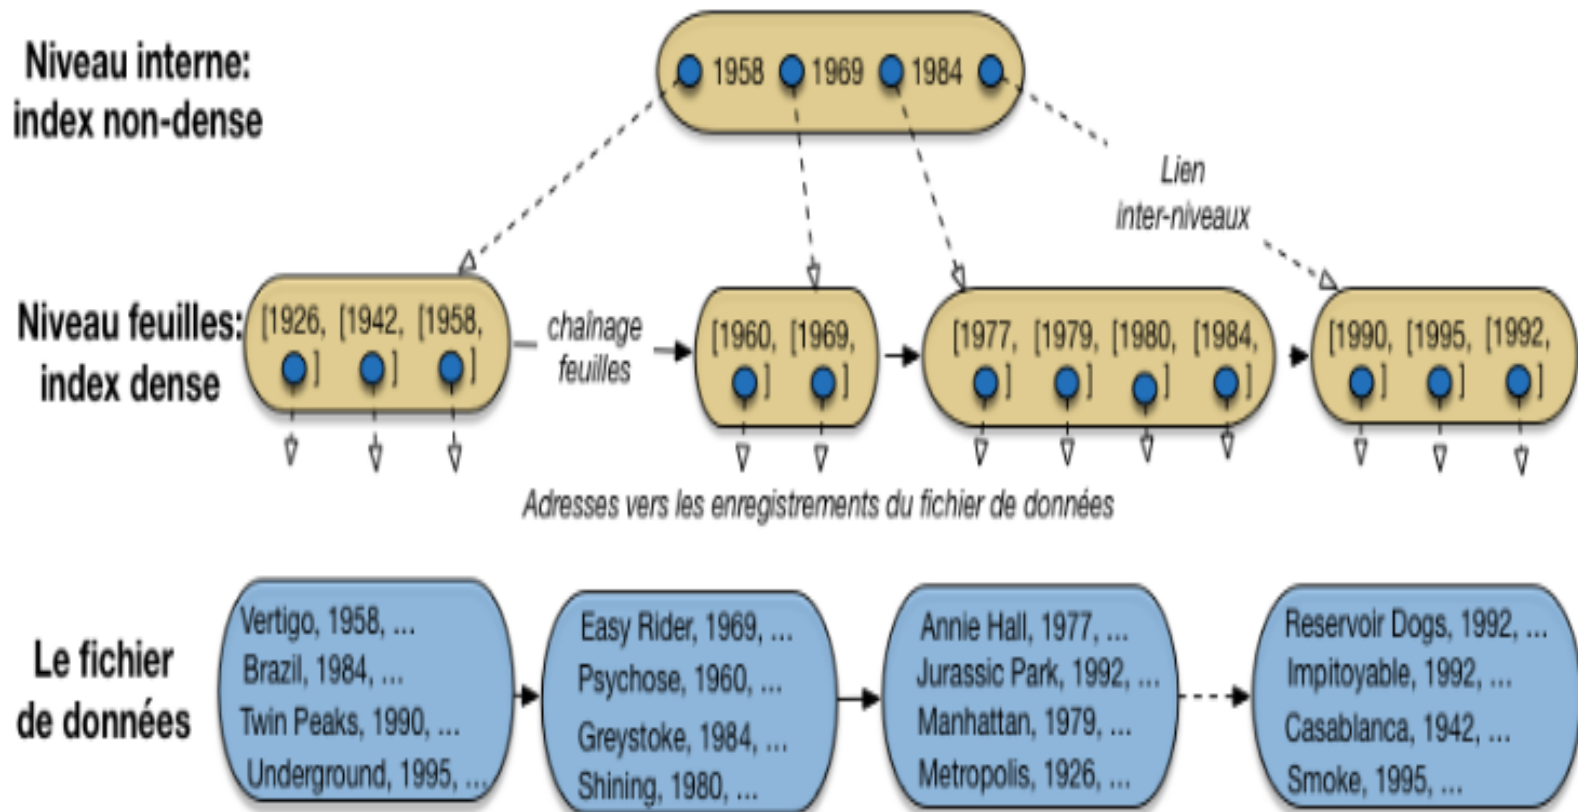 Niveau interne:
index non-dense
1958 1969 1984
Lien
inter-niveaux
Niveau feuilles:
index dense
[1926, [1942, [1958,
] ] ]
chaînage
feuilles
[1960, [1969,
] ]
[1977, [1979, [1980, [1984,
] ] ] ]
[1990, [1995, [1992,
] ] ]
Adresses vers les enregistrements du fichier de données
Le fichier
de données
Vertigo, 1958, ...
Brazil, 1984, ...
Twin Peaks, 1990, ...
Underground, 1995, ...
Easy Rider, 1969, ...
Psychose, 1960, ...
Greystoke, 1984, ...
Shining, 1980, ...
Annie Hall, 1977, ...
Jurassic Park, 1992, ...
Manhattan, 1979, ...
Metropolis, 1926, ...
Reservoir Dogs, 1992, ...
Impitoyable, 1992, ...
Casablanca, 1942, ...
Smoke, 1995, ...